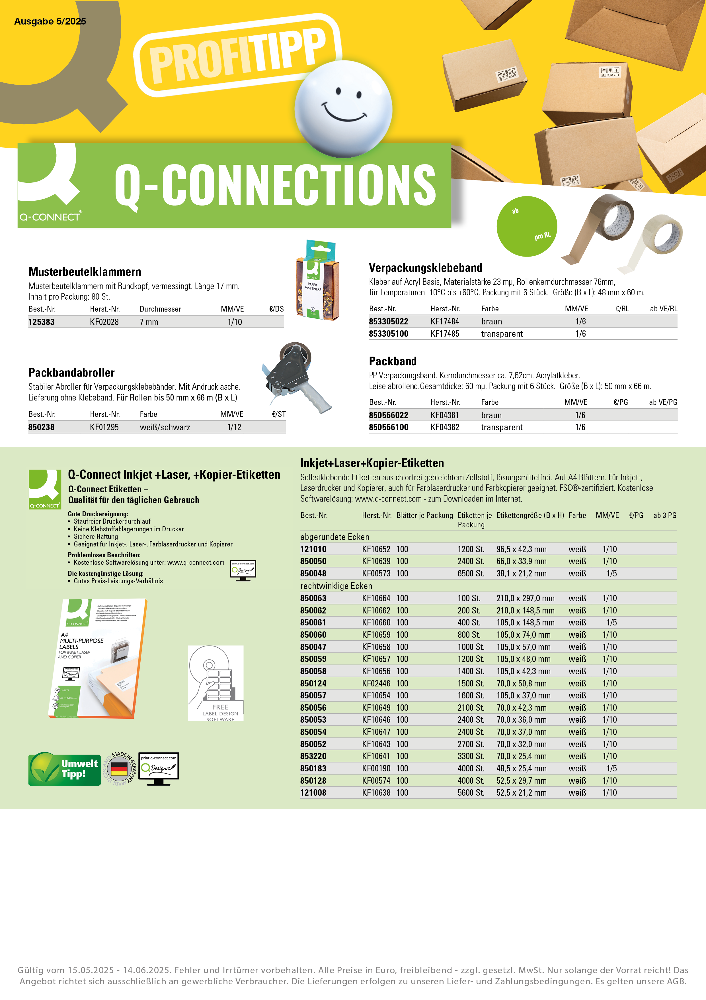 Ausgabe 5/2025
PROFITIPP
Q-CONNECTIONS
Q-CONNECT®
ab
pro RL
Musterbeutelklammern
Musterbeutelklammern mit Rundkopf, vermessingt. Länge 17 mm.
Inhalt pro Packung: 80 St.
Best.-Nr. Herst.-Nr. Durchmesser MM/VE €/DS
125383 KF02028 7 mm 1/10
Q-CONNECT
PAPER
FASTENERS
80
Verpackungsklebeband
Kleber auf Acryl Basis, Materialstärke 23 mµ, Rollenkerndurchmesser 76mm,
für Temperaturen -10°C bis +60°C. Packung mit 6 Stück. Größe (B x L): 48 mm x 60 m.
Best.-Nr. Herst.-Nr. Farbe MM/VE €/RL ab VE/RL
853305022 KF17484 braun 1/6
853305100 KF17485 transparent 1/6
Packbandabroller
Stabiler Abroller für Verpackungsklebebänder. Mit Andrucklasche.
Lieferung ohne Klebeband. Für Rollen bis 50 mm x 66 m (B x L)
Best.-Nr. Herst.-Nr. Farbe MM/VE €/ST
850238 KF01295 weiß/schwarz 1/12
Packband
PP Verpackungsband. Kerndurchmesser ca. 7,62cm. Acrylatkleber.
Leise abrollend.Gesamtdicke: 60 mµ. Packung mit 6 Stück. Größe (B x L): 50 mm x 66 m.
Best.-Nr. Herst.-Nr. Farbe MM/VE €/PG ab VE/PG
850566022 KF04381 braun 1/6
850566100 KF04382 transparent 1/6
Q-CONNECT®
Q-Connect Inkjet +Laser, +Kopier-Etiketten
Q-Connect Etiketten –
Qualität für den täglichen Gebrauch
Gute Druckereignung:
• Staufreier Druckerdurchlauf
• Keine Klebstoffablagerungen im Drucker
• Sichere Haftung
• Geeignet für Inkjet-, Laser-, Farblaserdrucker und Kopierer
Problemloses Beschriften:
• Kostenlose Softwarelösung unter: www.q-connect.com
Die kostengünstige Lösung:
• Gutes Preis-Leistungs-Verhältnis
print.q-connect.com
Q Designer
Q-CONNECT
A4
MULTI-PURPOSE
LABELS
FOR INKJET, LASER
AND COPIER
FREE TEMPLATES
print.q-connect.com
Q Designer
100 SHEETS
A4 (210x297mm)
For inkjet, laser
and copier
FREE
LABEL DESIGN
SOFTWARE
Umwelt
Tipp!
MADE IN GERMANY MADE IN GERMANY
print.q-connect.com
Q Designer
Inkjet+Laser+Kopier-Etiketten
Selbstklebende Etiketten aus chlorfrei gebleichtem Zellstoff, lösungsmittelfrei. Auf A4 Blättern. Für Inkjet-,
Laserdrucker und Kopierer, auch für Farblaserdrucker und Farbkopierer geeignet. FSC®-zertifiziert. Kostenlose
Softwarelösung: www.q-connect.com - zum Downloaden im Internet.
Best.-Nr. Herst.-Nr. Blätter je Packung Etiketten je Etikettengröße (B x H) Farbe MM/VE €/PG ab 3 PG
Packung
abgerundete Ecken
121010 KF10652 100 1200 St. 96,5 x 42,3 mm weiß 1/10
850050 KF10639 100 2400 St. 66,0 x 33,9 mm weiß 1/10
850048 KF00573 100 6500 St. 38,1 x 21,2 mm weiß 1/5
rechtwinklige Ecken
850063 KF10664 100 100 St. 210,0 x 297,0 mm weiß 1/10
850062 KF10662 100 200 St. 210,0 x 148,5 mm weiß 1/10
850061 KF10660 100 400 St. 105,0 x 148,5 mm weiß 1/5
850060 KF10659 100 800 St. 105,0 x 74,0 mm weiß 1/10
850047 KF10658 100 1000 St. 105,0 x 57,0 mm weiß 1/10
850059 KF10657 100 1200 St. 105,0 x 48,0 mm weiß 1/10
850058 KF10656 100 1400 St. 105,0 x 42,3 mm weiß 1/10
850124 KF02446 100 1500 St. 70,0 x 50,8 mm weiß 1/10
850057 KF10654 100 1600 St. 105,0 x 37,0 mm weiß 1/10
850056 KF10649 100 2100 St. 70,0 x 42,3 mm weiß 1/10
850053 KF10646 100 2400 St. 70,0 x 36,0 mm weiß 1/10
850054 KF10647 100 2400 St. 70,0 x 37,0 mm weiß 1/10
850052 KF10643 100 2700 St. 70,0 x 32,0 mm weiß 1/10
853220 KF10641 100 3300 St. 70,0 x 25,4 mm weiß 1/10
850183 KF00190 100 4000 St. 48,5 x 25,4 mm weiß 1/5
850128 KF00574 100 4000 St. 52,5 x 29,7 mm weiß 1/10
121008 KF10638 100 5600 St. 52,5 x 21,2 mm weiß 1/10
Gültig vom 15.05.2025 - 14.06.2025. Fehler und Irrtümer vorbehalten. Alle Preise in Euro, freibleibend - zzgl. gesetzl. MwSt. Nur solange der Vorrat reicht! Das
Angebot richtet sich ausschließlich an gewerbliche Verbraucher. Die Lieferungen erfolgen zu unseren Liefer- und Zahlungsbedingungen. Es gelten unsere AGB.